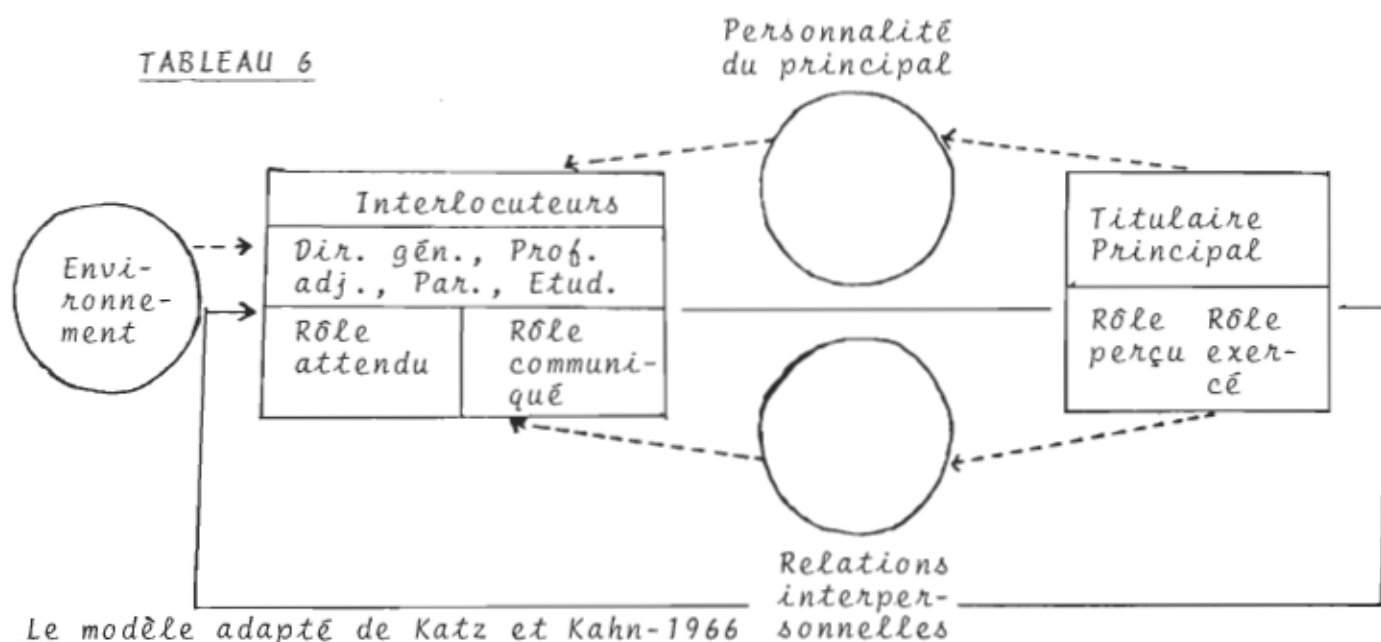 TABLEAU 6
Personnalité
du principal
Envi-
ronne-
ment
Interlocuteurs
Dir. gén., Prof.
adj., Par., Etud.
Rôle
attendu
Rôle
communi-
qué
Titulaire
Principal
Rôle
perçu
Rôle
exer-
cé
Relations
interper-
sonnelles
Le modèle adapté de Katz et Kahn-1966